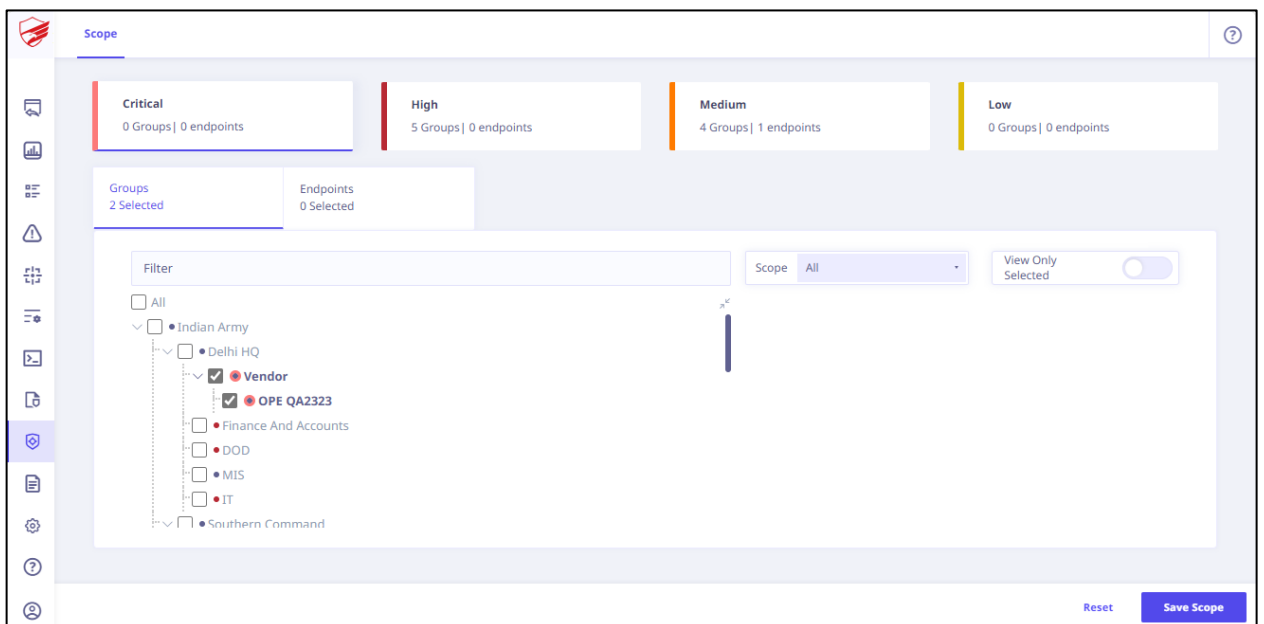 Scope
Critical
0 Groups| 0 endpoints
High
5 Groups| 0 endpoints
Medium
4 Groups| 1 endpoints
Low
0 Groups| 0 endpoints
Groups
2 Selected
Endpoints
0 Selected
Filter
Scope All
View Only
Selected
All
Indian Army
Delhi HQ
Vendor
OPE QA2323
Finance And Accounts
DOD
MIS
IT
Southern Command
Reset
Save Scope